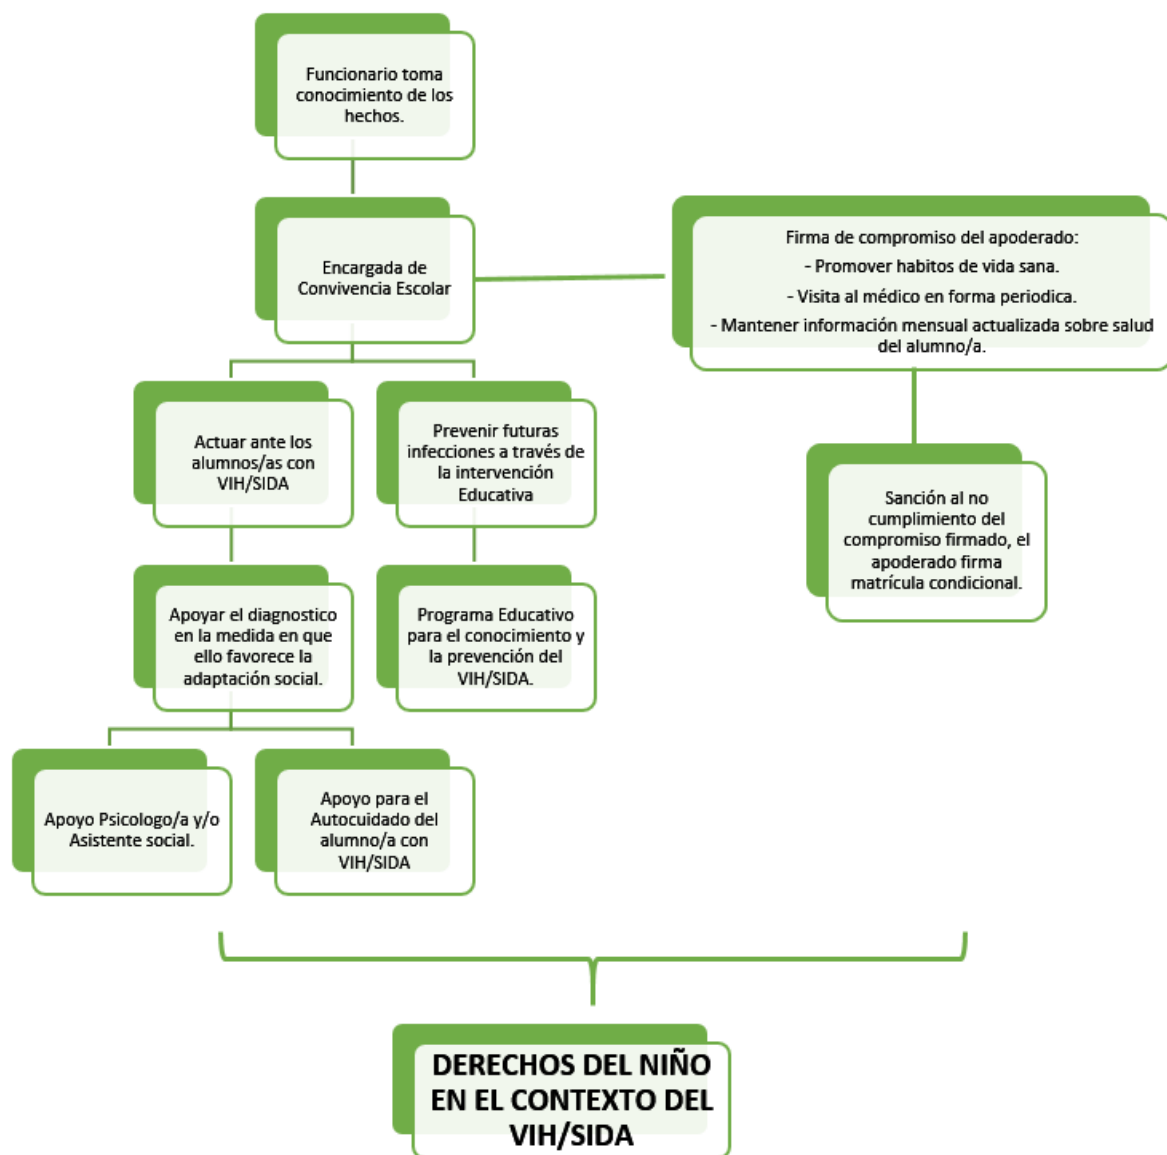 Funcionario toma
conocimiento de los
hechos.
Encargada de
Convivencia Escolar
Firma de compromiso del apoderado:
- Promover habitos de vida sana.
- Visita al médico en forma periodica.
- Mantener información mensual actualizada sobre salud
del alumno/a.
Actuar ante los
alumnos/as con
VIH/SIDA
Prevenir futuras
infecciones a través de
la intervención
Educativa
Sanción al no
cumplimiento del
compromiso firmado, el
apoderado firma
matrícula condicional.
Apoyar el diagnostico
en la medida en que
ello favorece la
adaptación social.
Programa Educativo
para el conocimiento y
la prevención del
VIH/SIDA.
Apoyo Psicologo/a y/o
Asistente social.
Apoyo para el
Autocuidado del
alumno/a con
VIH/SIDA
DERECHOS DEL NIÑO
EN EL CONTEXTO DEL
VIH/SIDA